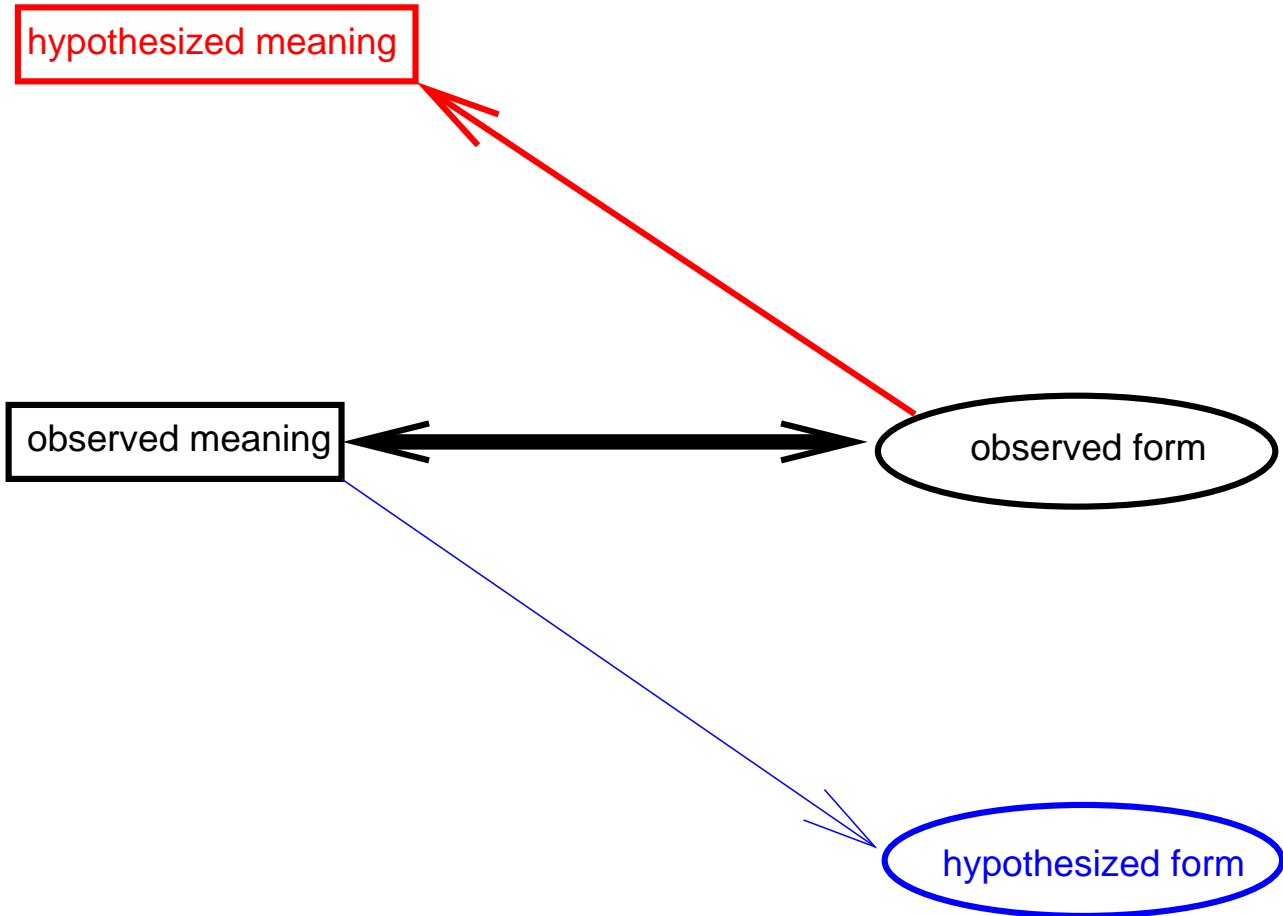 hypothesized meaning
observed meaning
observed form
hypothesized form